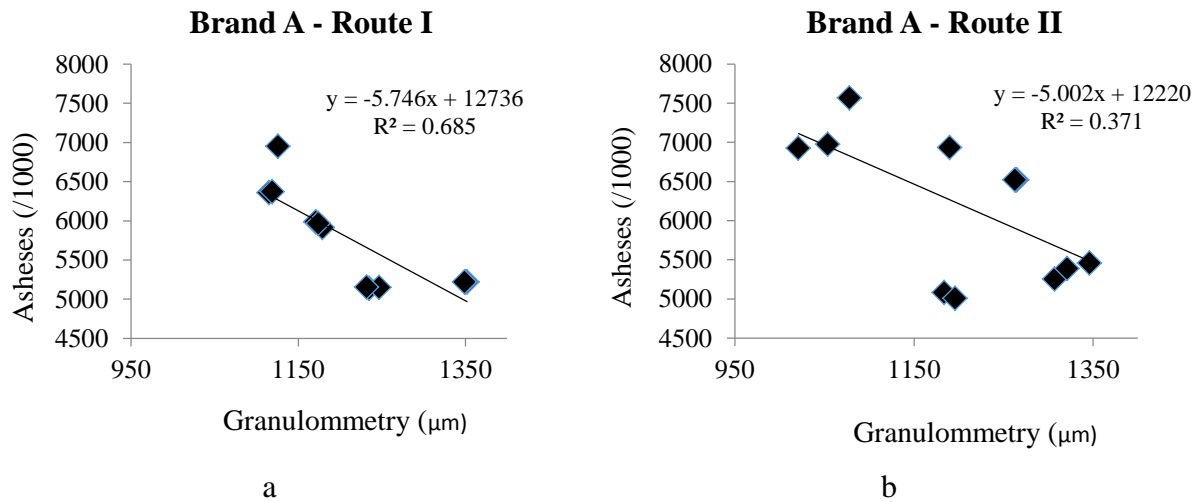 Brand A - Route I
8000
7500
7000
6500
6000
5500
5000
4500
Asheses (/1000)
y = -5.746x + 12736
R² = 0.685
950
1150
1350
Granulommetry (µm)
a
Brand A - Route II
8000
7500
7000
6500
6000
5500
5000
4500
Asheses (/1000)
y = -5.002x + 12220
R² = 0.371
950
1150
1350
Granulommetry (µm)
b